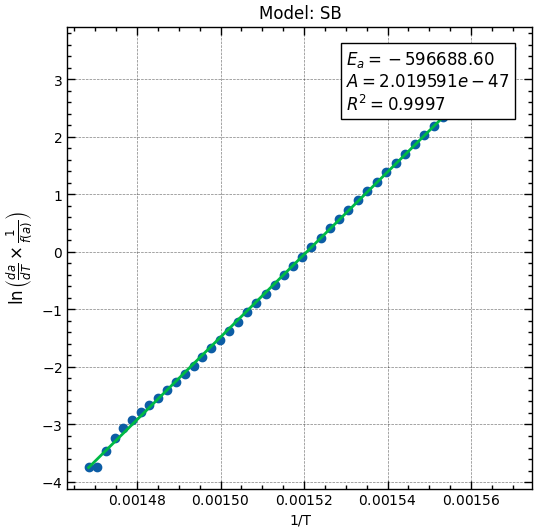 Model: SB
E_a = −596688.60
A = 2.019591e − 47
R² = 0.9997
ln (da/dT × 1/f(a))
3
2
1
0
−1
−2
−3
−4
0.00148 0.00150 0.00152 0.00154 0.00156
1/T